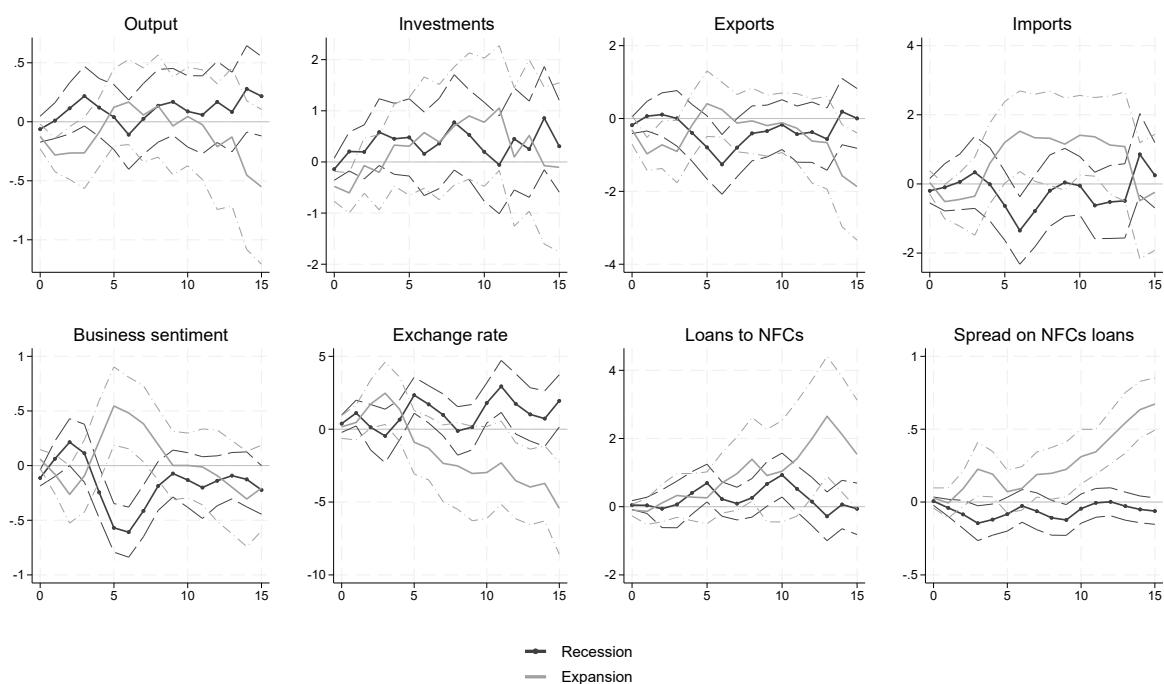 Output
Investments
Exports
Imports
.5
0
-.5
-1
0 5 10 15
2
1
0
-1
-2
0 5 10 15
2
0
-2
-4
0 5 10 15
4
2
0
-2
0 5 10 15
Business sentiment
Exchange rate
Loans to NFCs
Spread on NFCs loans
1
.5
0
-.5
-1
0 5 10 15
5
0
-5
-10
0 5 10 15
4
2
0
-2
0 5 10 15
1
.5
0
-.5
0 5 10 15
Recession
Expansion